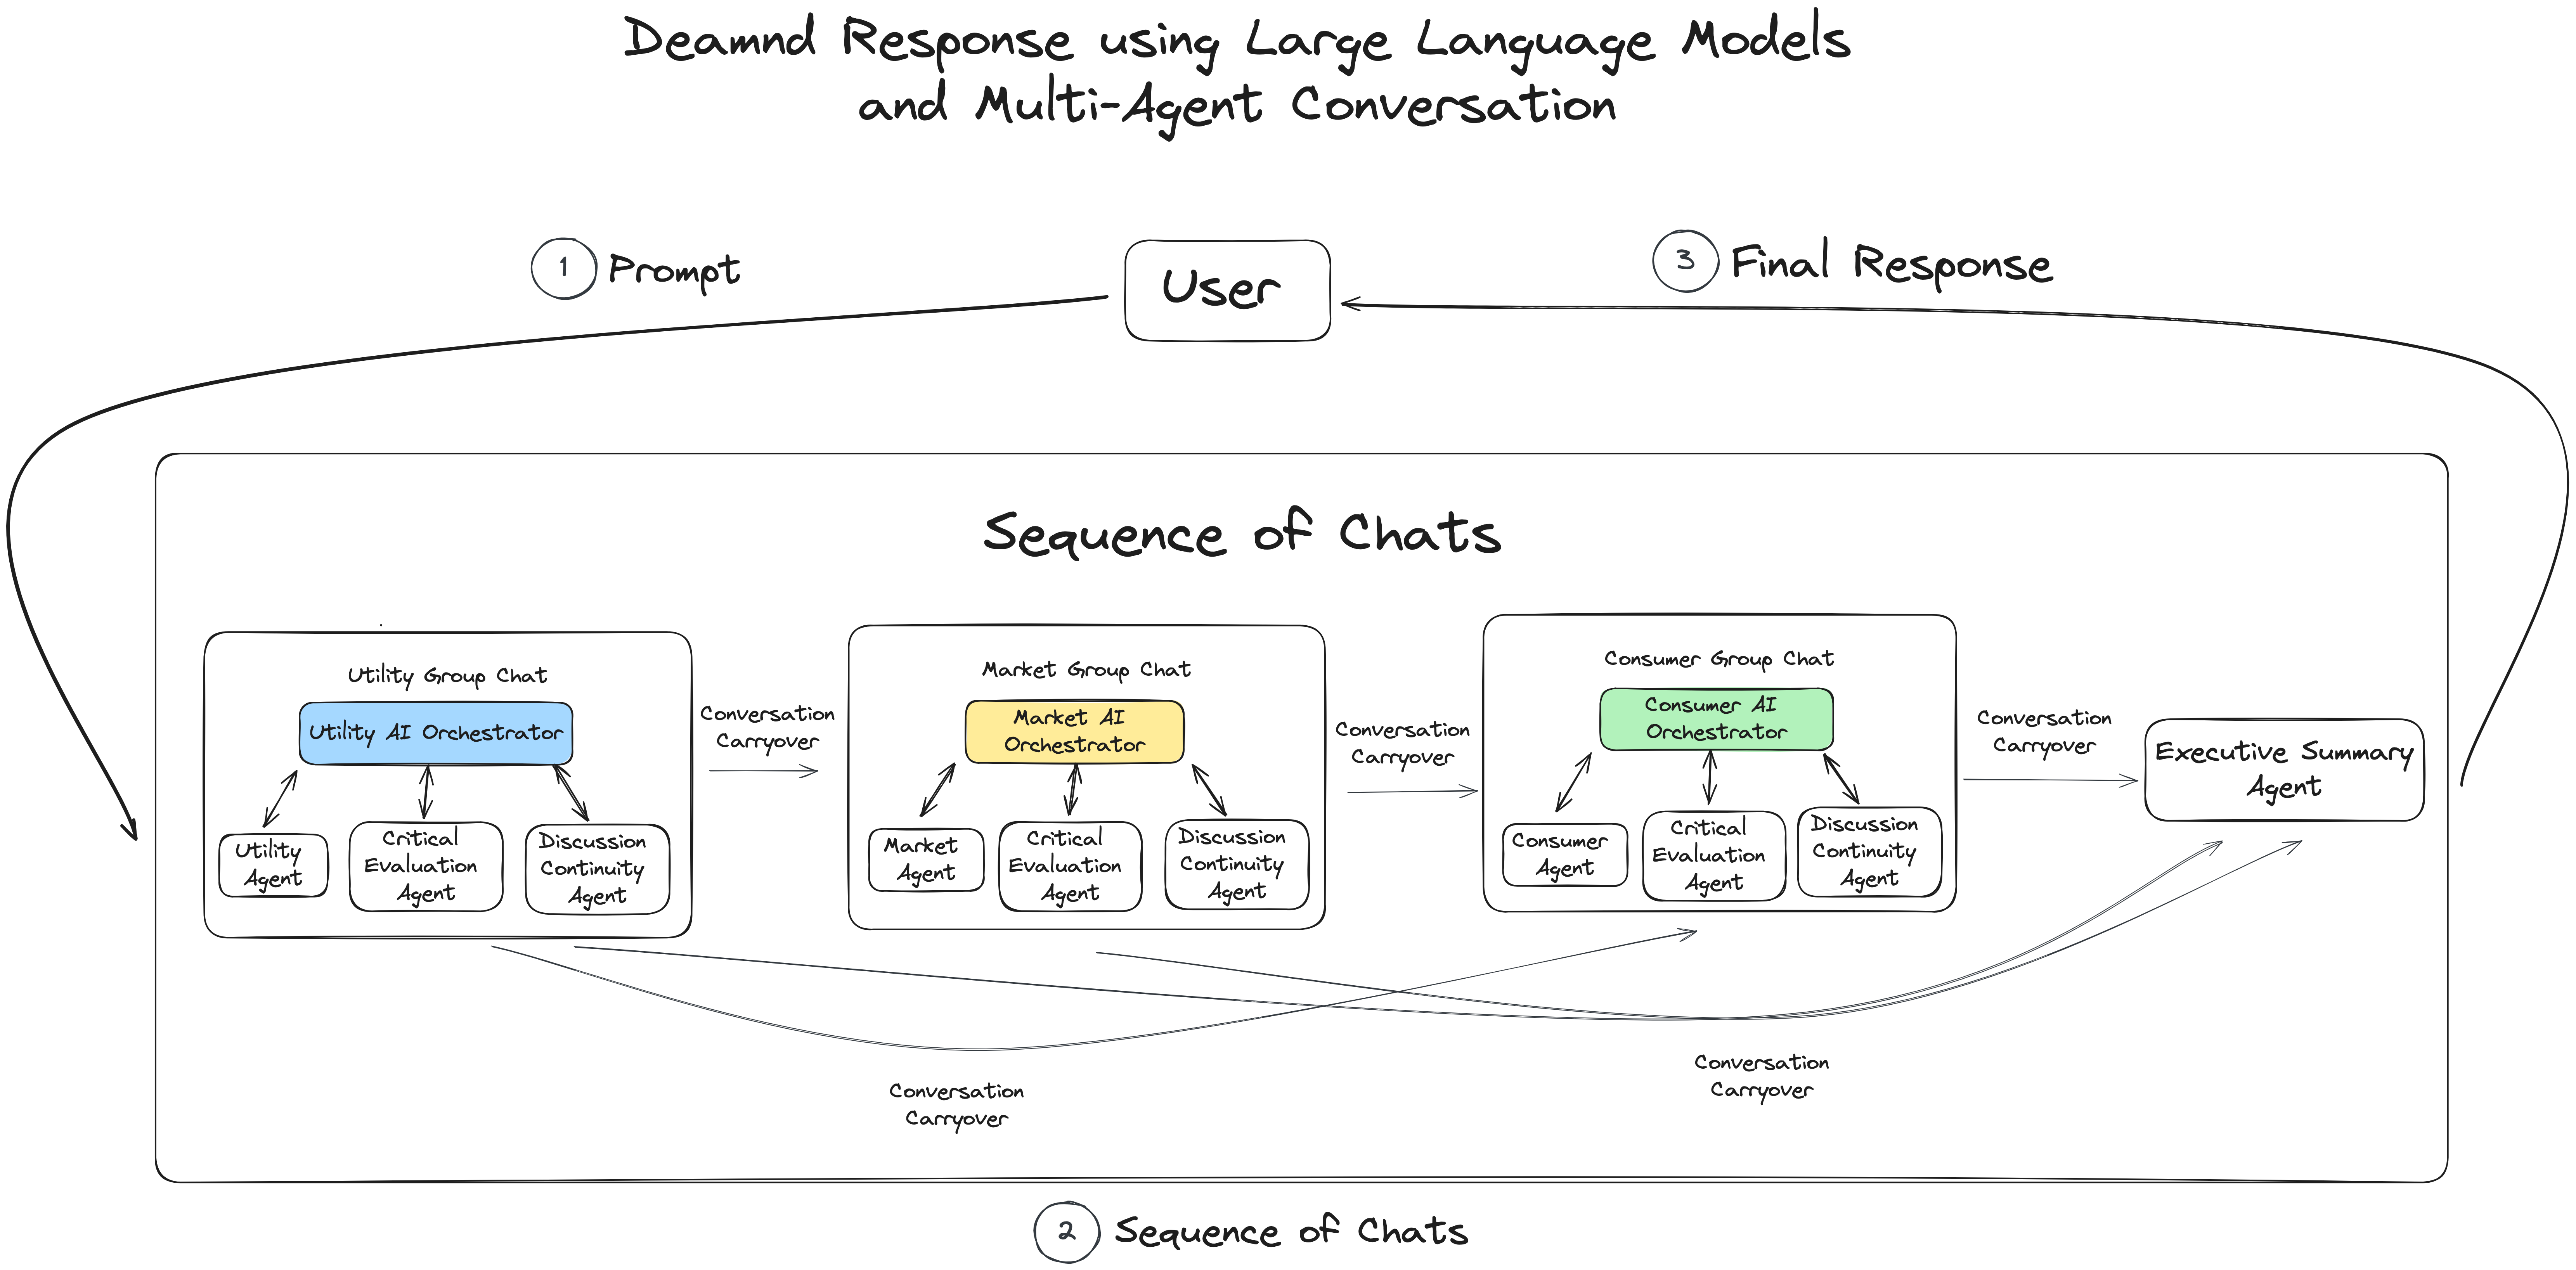 Deamnd Response using Large Language Models
and Multi-Agent Conversation
1 Prompt
User
3 Final Response
Sequence of Chats
Utility Group Chat
Utility AI Orchestrator
Utility
Agent
Critical
Evaluation
Agent
Discussion
Continuity
Agent
Conversation
Carryover
Market Group Chat
Market AI
Orchestrator
Market
Agent
Critical
Evaluation
Agent
Discussion
Continuity
Agent
Conversation
Carryover
Consumer Group Chat
Consumer AI
Orchestrator
Consumer
Agent
Critical
Evaluation
Agent
Discussion
Continuity
Agent
Conversation
Carryover
Executive Summary
Agent
Conversation
Carryover
Conversation
Carryover
2 Sequence of Chats